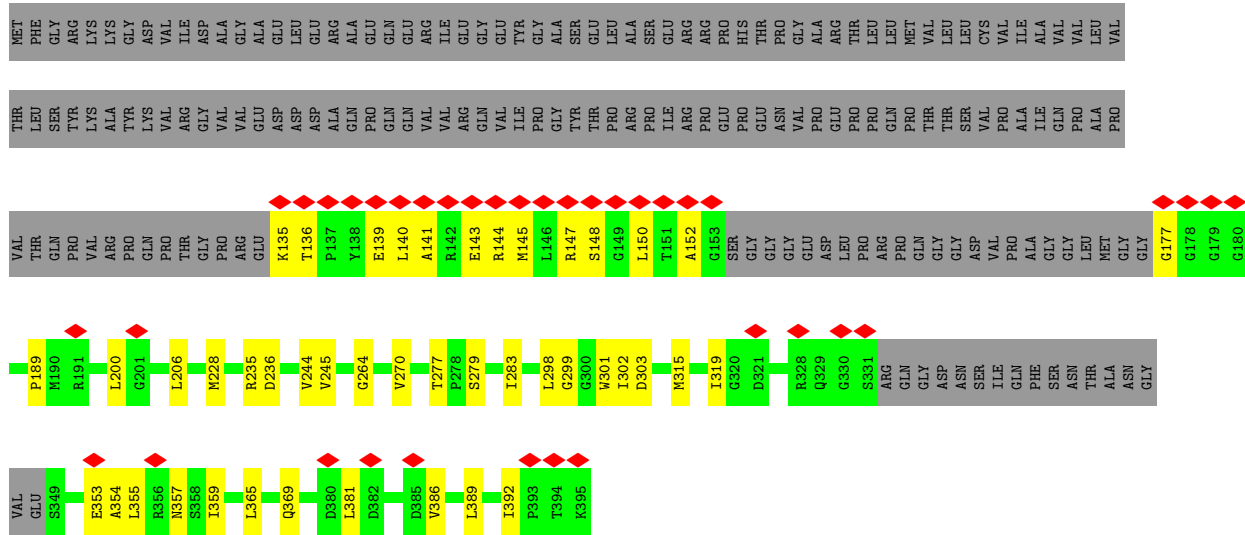 MET PHE GLY ARG LYS LYS GLY ASP VAL ILE ASP ALA GLY ALA GLU LEU GLU ARG ALA GLU GLN GLU ARG ILE GLU GLY GLU TYR GLY ALA SER GLU LEU ALA SER GLU ARG ARG PRO HIS THR PRO GLY ALA ARG THR LEU LEU MET VAL LEU LEU CYS VAL ILE ALA VAL VAL LEU VAL
THR LEU SER TYR LYS ALA TYR LYS VAL ARG GLY VAL VAL GLU ASP ASP ASP ALA GLN PRO GLN GLN VAL VAL ARG GLN VAL ILE PRO GLY TYR THR PRO ARG PRO ILE ARG PRO GLU PRO GLU ASN VAL PRO GLU PRO PRO GLN PRO THR THR SER VAL PRO ALA ILE GLN PRO ALA PRO
VAL THR GLN PRO VAL ARG PRO GLN PRO THR GLY PRO ARG GLU K135 T136 P137 Y138 E139 L140 A141 R142 E143 R144 M145 L146 R147 S148 G149 L150 T151 A152 G153 SER GLY GLY GLY GLU ASP LEU PRO ARG PRO GLN GLY GLY ASP VAL PRO ALA GLY GLY LEU MET GLY GLY G177 G178 G179 G180
P189 M190 R191 L200 G201 L206 M228 R235 D236 V244 V245 G264 V270 T277 P278 S279 I283 L298 G299 G300 W301 I302 D303 M315 I319 G320 D321 R328 Q329 G330 S331 ARG GLN GLY ASP ASN SER ILE GLN PHE SER ASN THR ALA ASN GLY
VAL GLU S349 E353 A354 L355 R356 N357 S358 I359 L365 Q369 D380 L381 D382 D385 V386 L389 I392 P393 T394 K395